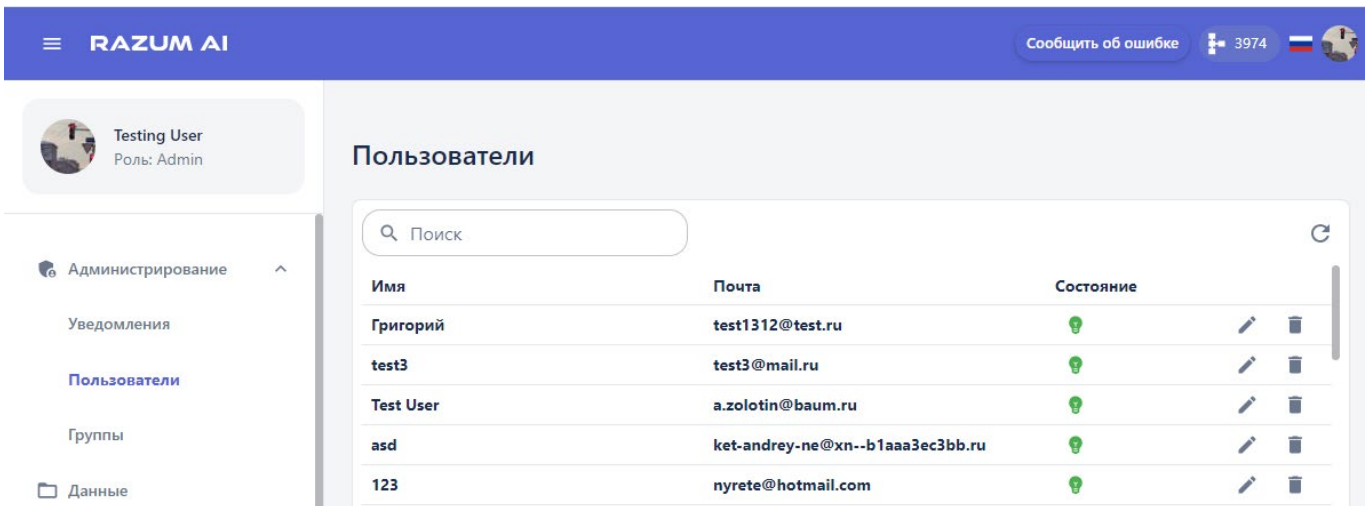 RAZUM AI
Сообщить об ошибке
3974
Testing User
Роль: Admin
Администрирование
Уведомления
Пользователи
Группы
Данные
Пользователи
Поиск
Имя Почта Состояние
Григорий test1312@test.ru
test3 test3@mail.ru
Test User a.zolotin@baum.ru
asd ket-andrey-ne@xn--b1aaa3ec3bb.ru
123 nyrete@hotmail.com